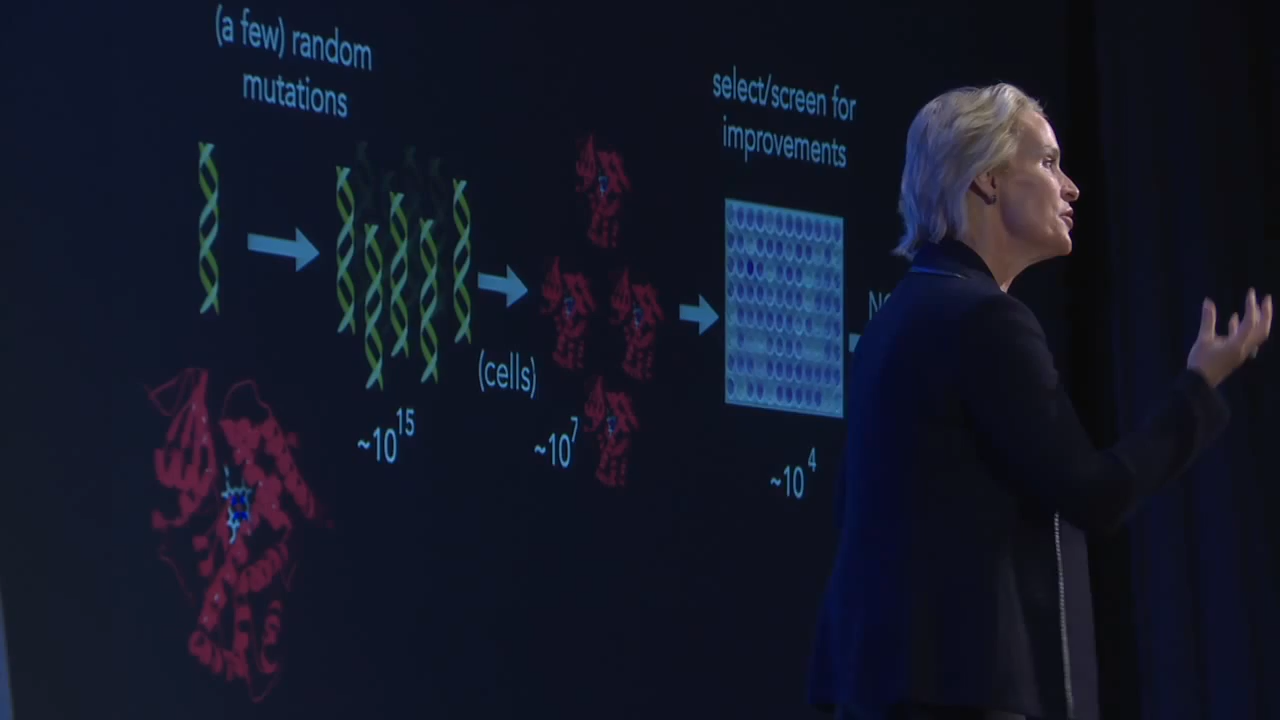 (a few) random
mutations
select/screen for
improvements
(cells)
~10^15
~10^7
~10^4